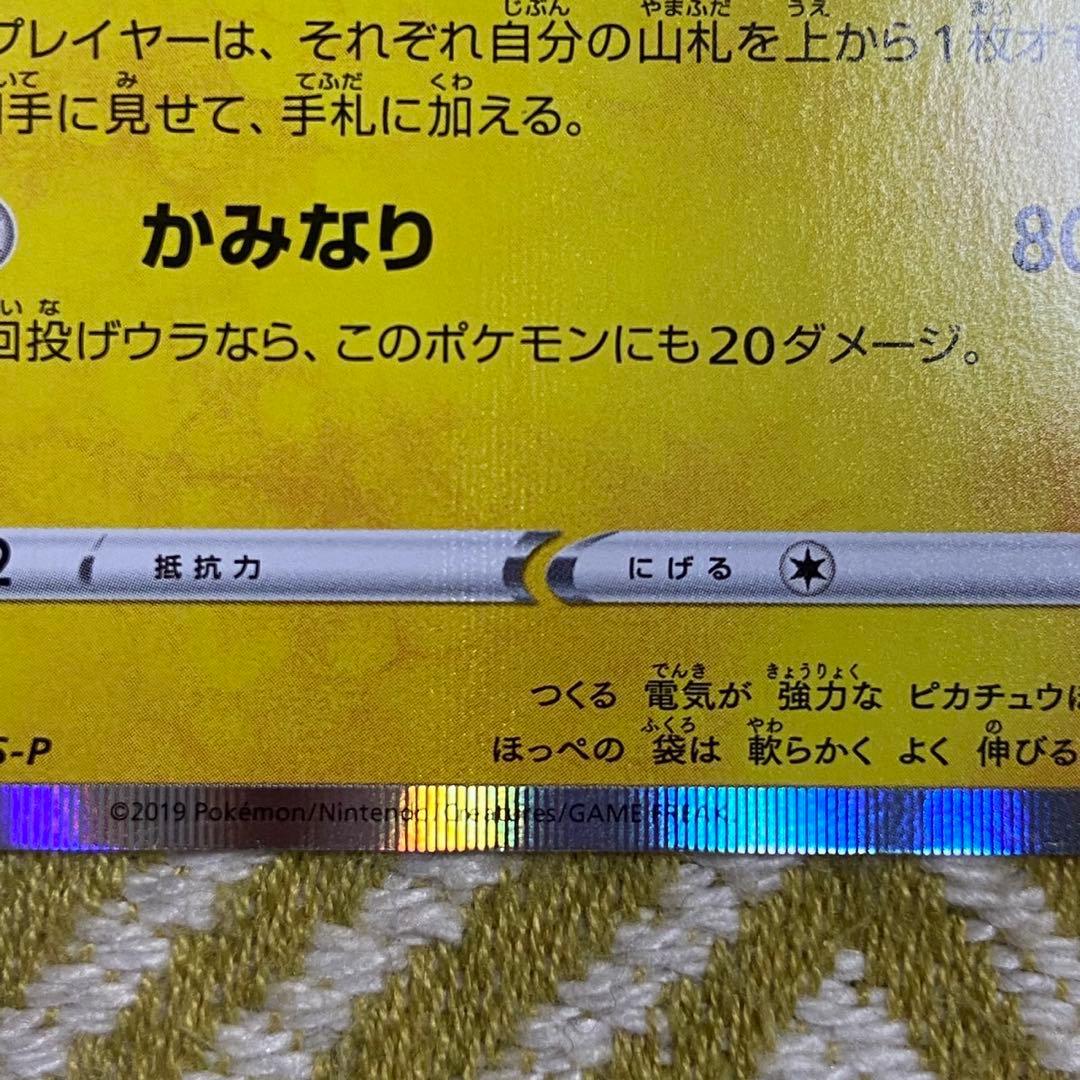 プレイヤーは、それぞれ自分の山札を上から1枚オモ
手に見せて、手札に加える。
かみなり 80
回投げウラなら、このポケモンにも20ダメージ。
2 抵抗力 にげる
つくる 電気が 強力な ピカチュウは
S-P ほっぺの 袋は 軟らかく よく 伸びる
©2019 Pokémon/Nintendo/Creatures/GAME FREAK.